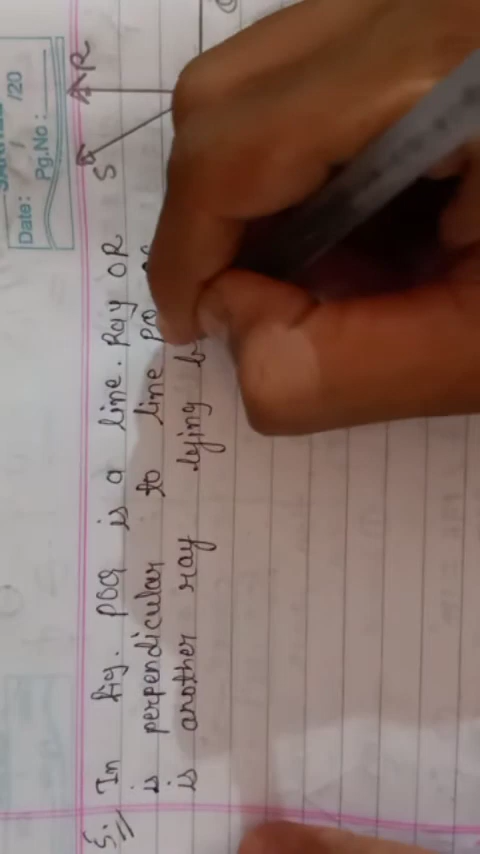 Date: /20
Pg.No:
R
S
5. In fig. POQ is a line. Ray OR
is perpendicular to line PQ
is another ray lying